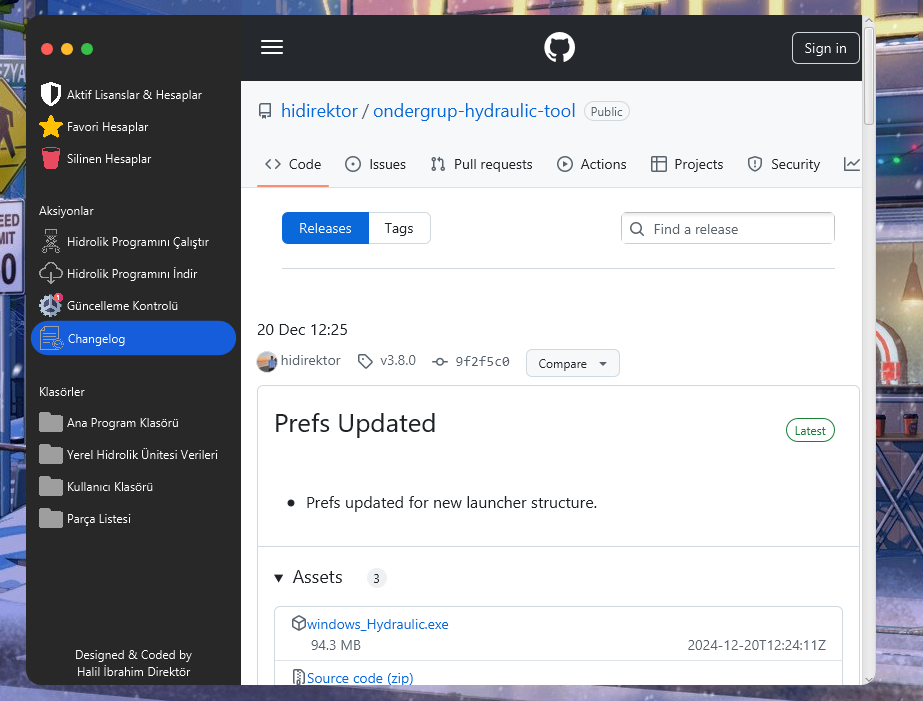 Aktif Lisanslar & Hesaplar
Favori Hesaplar
Silinen Hesaplar
Aksiyonlar
Hidrolik Programını Çalıştır
Hidrolik Programını İndir
1
Güncelleme Kontrolü
Changelog
Klasörler
Ana Program Klasörü
Yerel Hidrolik Ünitesi Verileri
Kullanıcı Klasörü
Parça Listesi
Designed & Coded by
Halil İbrahim Direktör
Sign in
hidirektor / ondergrup-hydraulic-tool Public
Code Issues Pull requests Actions Projects Security
Releases Tags Find a release
20 Dec 12:25
hidirektor v3.8.0 9f2f5c0 Compare
Prefs Updated
Latest
Prefs updated for new launcher structure.
Assets 3
windows_Hydraulic.exe
94.3 MB 2024-12-20T12:24:11Z
Source code (zip)